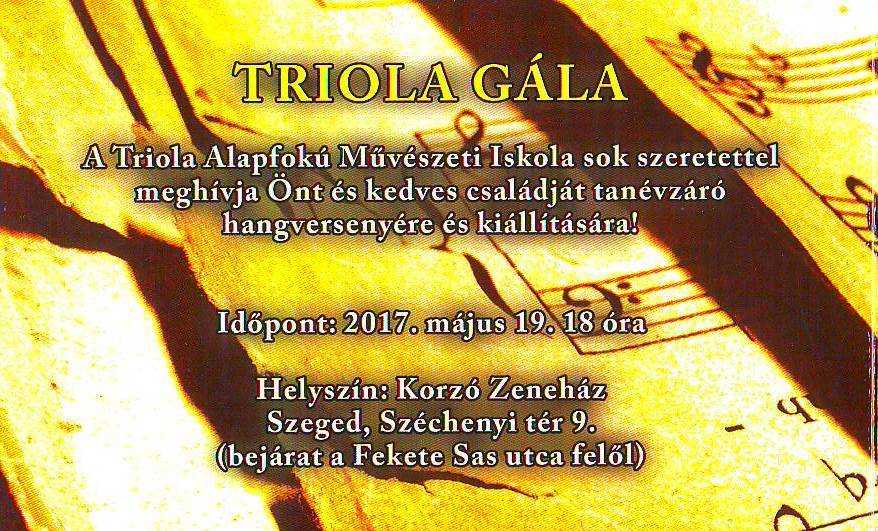 TRIOLA GÁLA
A Triola Alapfokú Művészeti Iskola sok szeretettel
meghívja Önt és kedves családját tanévzáró
hangversenyére és kiállítására!
Időpont: 2017. május 19. 18 óra
Helyszín: Korzó Zeneház
Szeged, Széchenyi tér 9.
(bejárat a Fekete Sas utca felől)